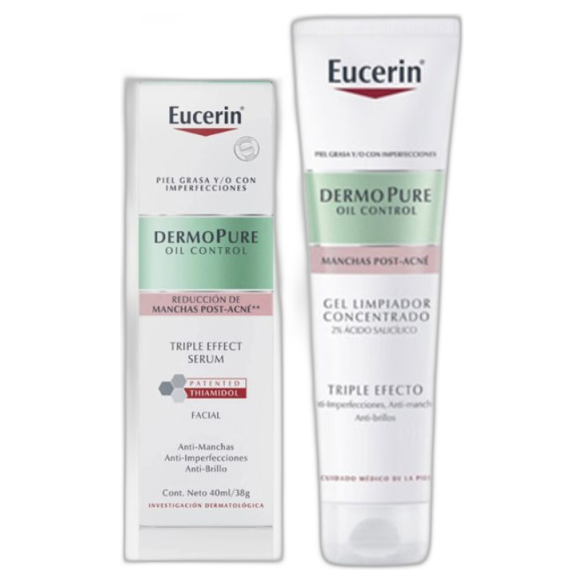 Eucerin®
PIEL GRASA Y/O CON
IMPERFECCIONES
DERMOPURE
OIL CONTROL
REDUCCIÓN DE
MANCHAS POST-ACNÉ**
TRIPLE EFFECT
SERUM
PATENTED
THIAMIDOL
FACIAL
Anti-Manchas
Anti-Imperfecciones
Anti-Brillo
Cont. Neto 40ml/38g
INVESTIGACIÓN DERMATOLÓGICA
Eucerin®
PIEL GRASA Y/O CON IMPERFECCIONES
DERMOPURE
OIL CONTROL
MANCHAS POST-ACNÉ
GEL LIMPIADOR
CONCENTRADO
2% ÁCIDO SALICÍLICO
TRIPLE EFECTO
ti-Imperfecciones, Anti-manch
Anti-brillos
CUIDADO MÉDICO DE LA PIEL